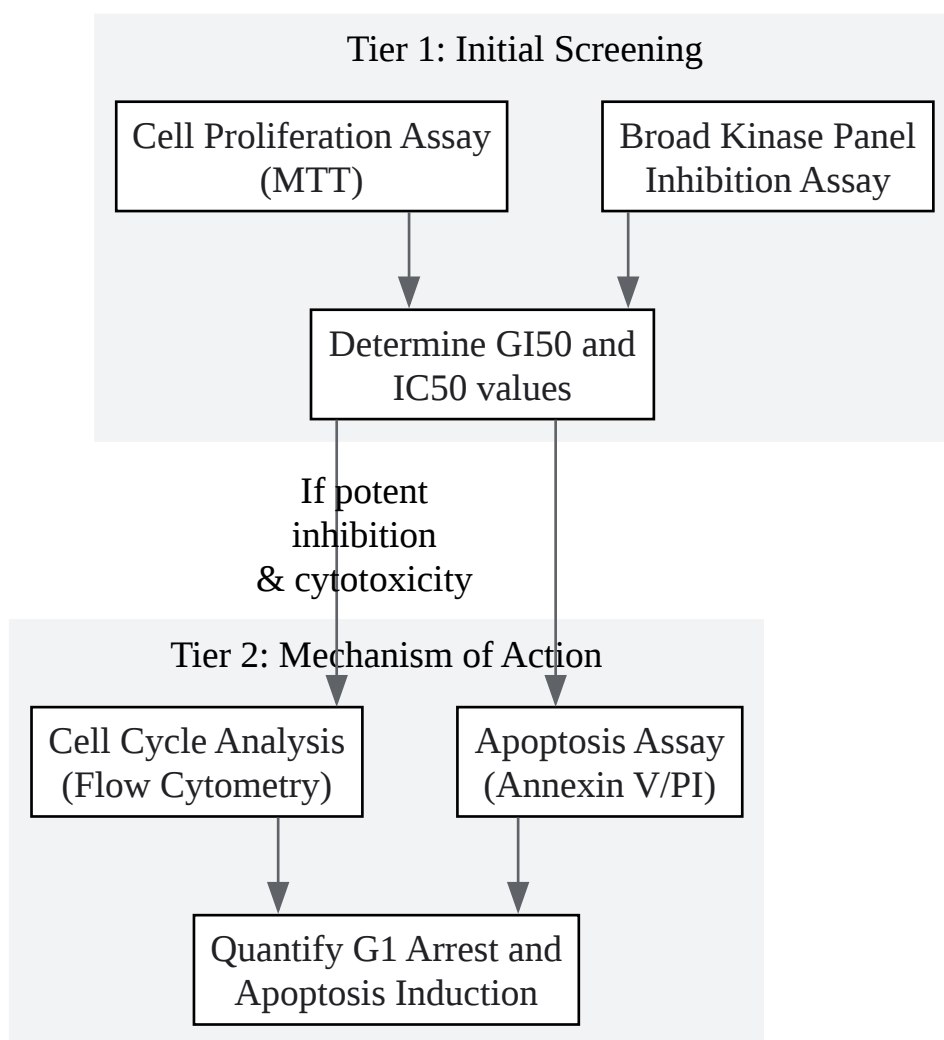 Tier 1: Initial Screening
Cell Proliferation Assay
(MTT)
Broad Kinase Panel
Inhibition Assay
Determine GI50 and
IC50 values
If potent
inhibition
& cytotoxicity
Tier 2: Mechanism of Action
Cell Cycle Analysis
(Flow Cytometry)
Apoptosis Assay
(Annexin V/PI)
Quantify G1 Arrest and
Apoptosis Induction